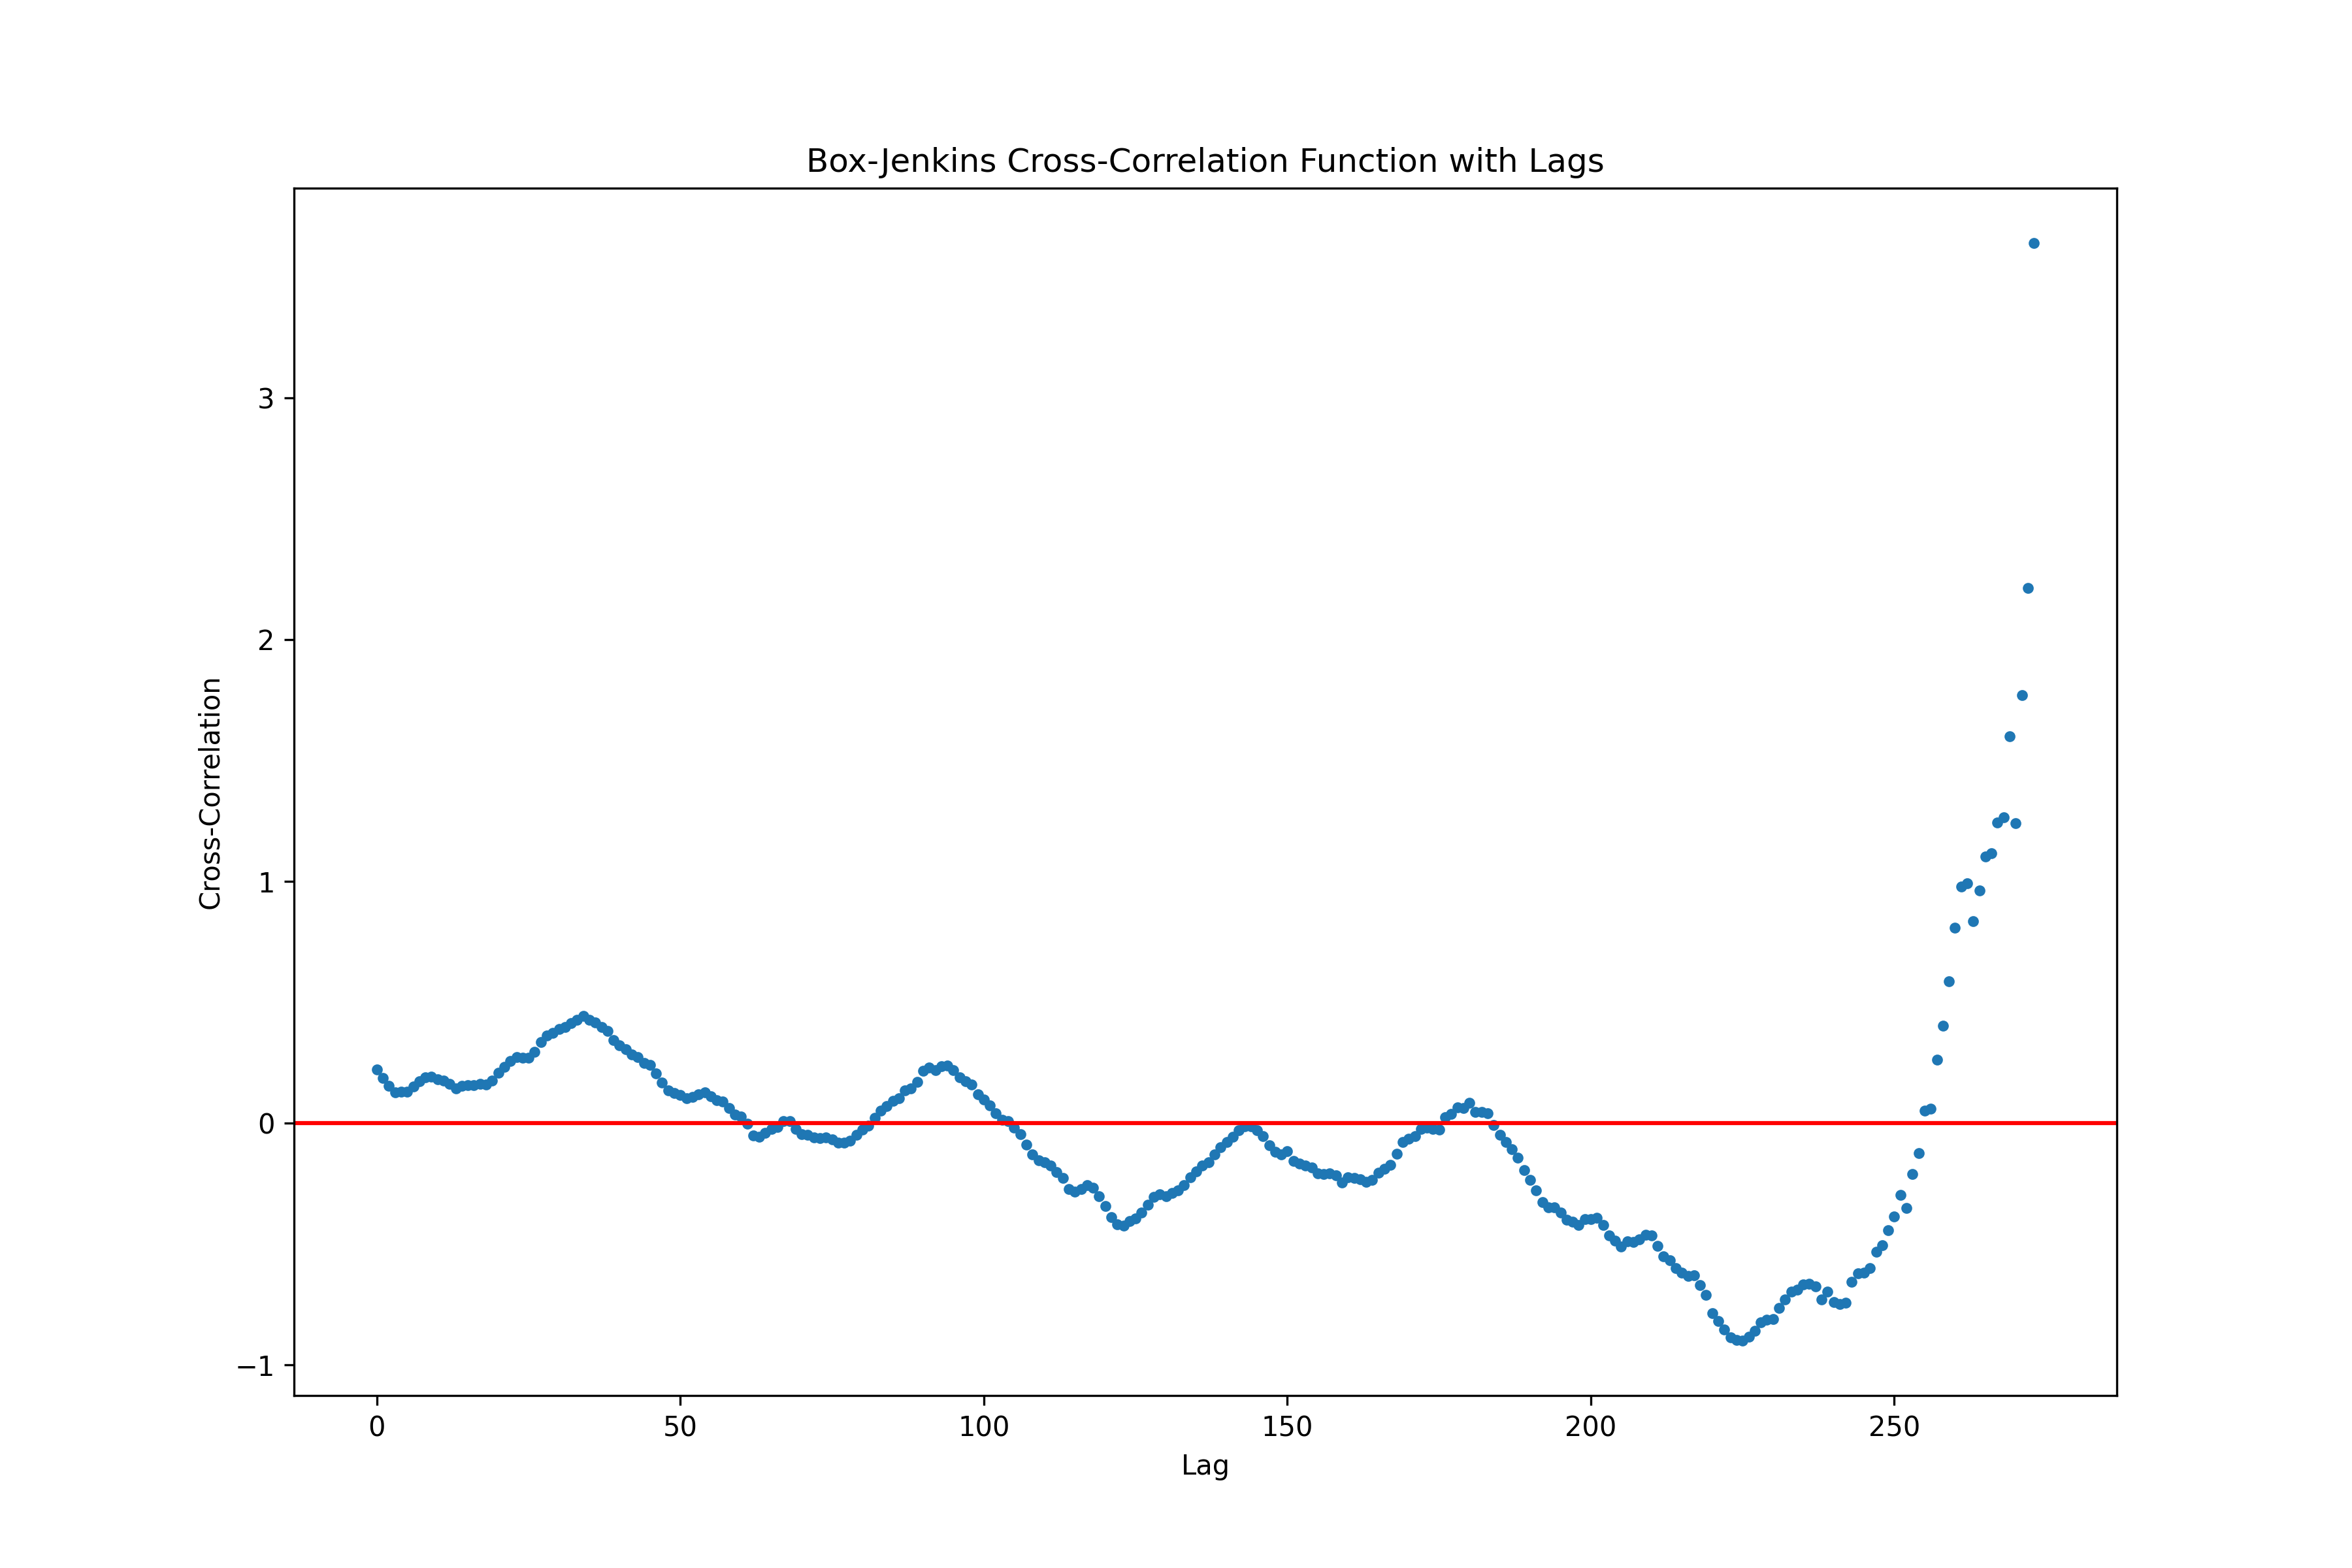 Box-Jenkins Cross-Correlation Function with Lags
3
2
1
0
−1
Cross-Correlation
0 50 100 150 200 250
Lag